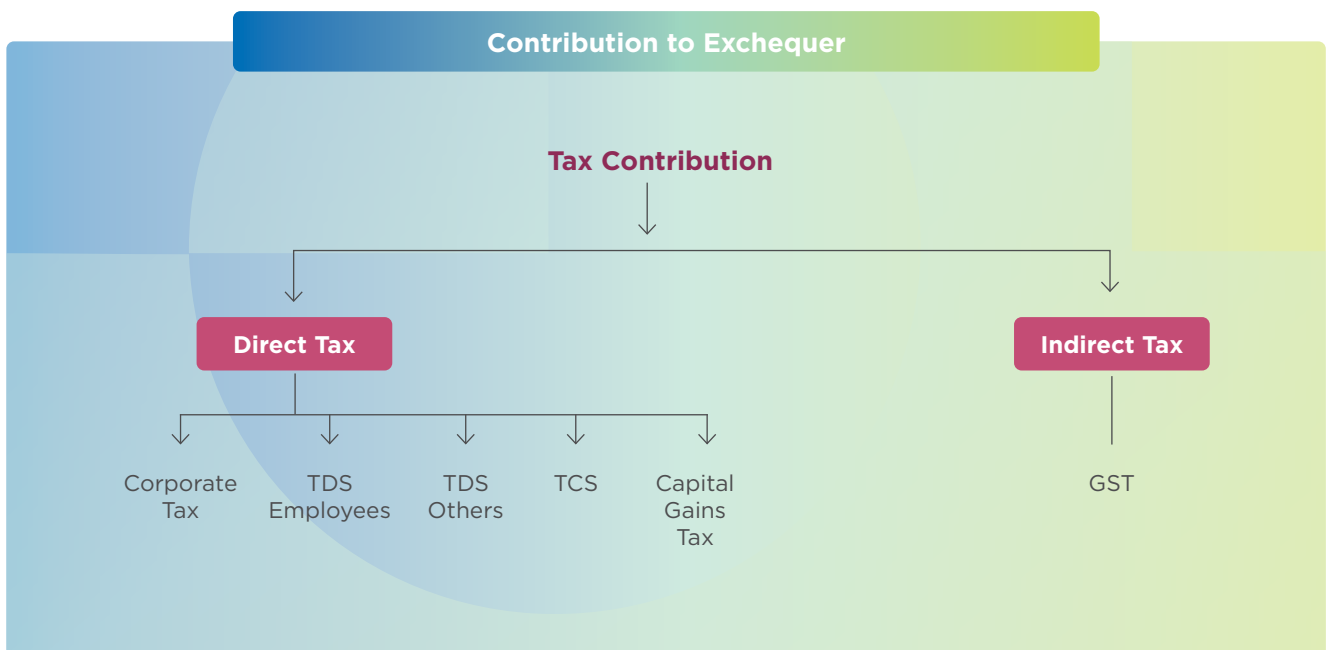 Contribution to Exchequer
Tax Contribution
Direct Tax
Indirect Tax
Corporate
Tax
TDS
Employees
TDS
Others
TCS
Capital
Gains
Tax
GST